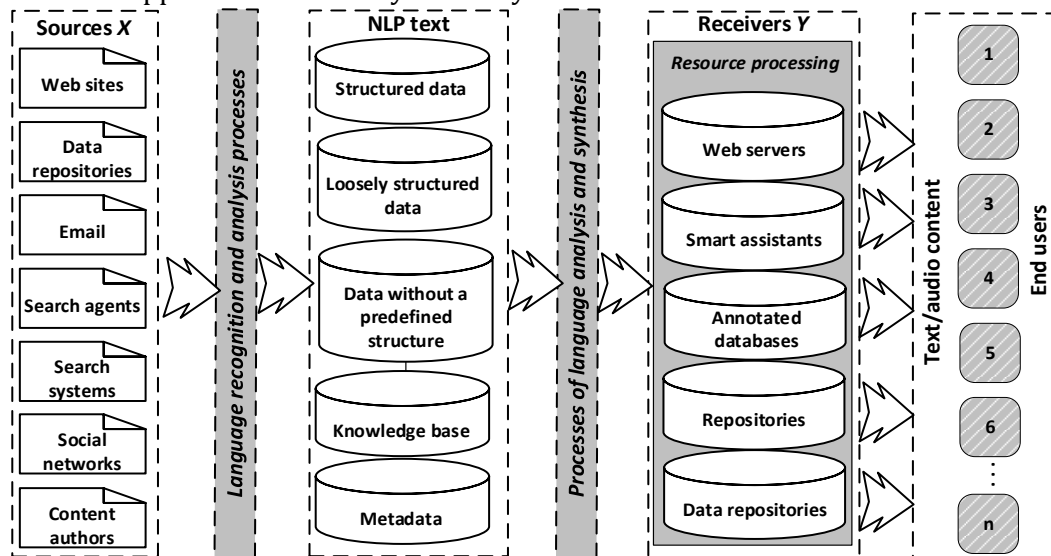 Sources X
Web sites
Data
repositories
Email
Search agents
Search
systems
Social
networks
Content
authors
Language recognition and analysis processes
NLP text
Structured data
Loosely structured
data
Data without a
predefined
structure
Knowledge base
Metadata
Processes of language analysis and synthesis
Receivers Y
Resource processing
Web servers
Smart assistants
Annotated
databases
Repositories
Data repositories
Text/audio content
1
2
3
4
5
6
n
End users